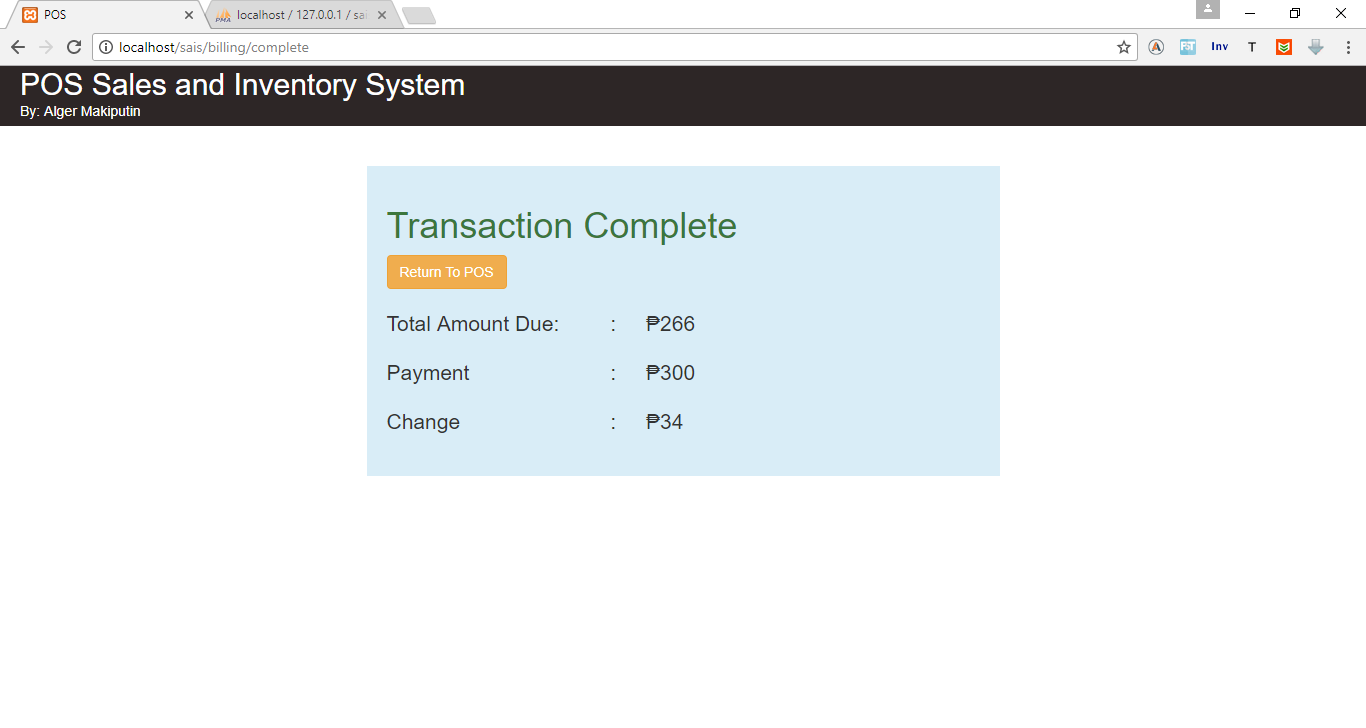 POS
localhost / 127.0.0.1 / sai
localhost/sais/billing/complete
Inv
T
POS Sales and Inventory System
By: Alger Makiputin
Transaction Complete
Return To POS
Total Amount Due: : ₱266
Payment : ₱300
Change : ₱34